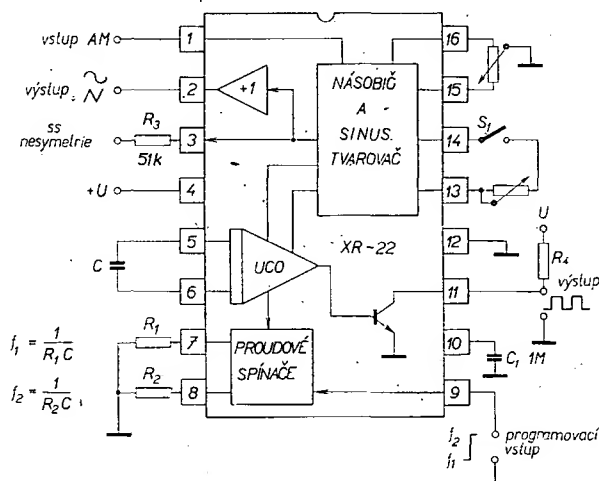 vstup AM
1
16
výstup
2
+1
15
ss
nesymetrie
R3
51k
3
NÁSOBIČ
A
SINUS.
TVAROVAČ
14
S1
+U
4
13
5
XR-22
12
U
C
UCO
R4
6
11
výstup
f1 = 1
R1 C
R1
7
PROUDOVÉ
SPÍNAČE
10
C1 1M
f2 = 1
R2 C
R2
8
9
f2
f1
programovací
vstup